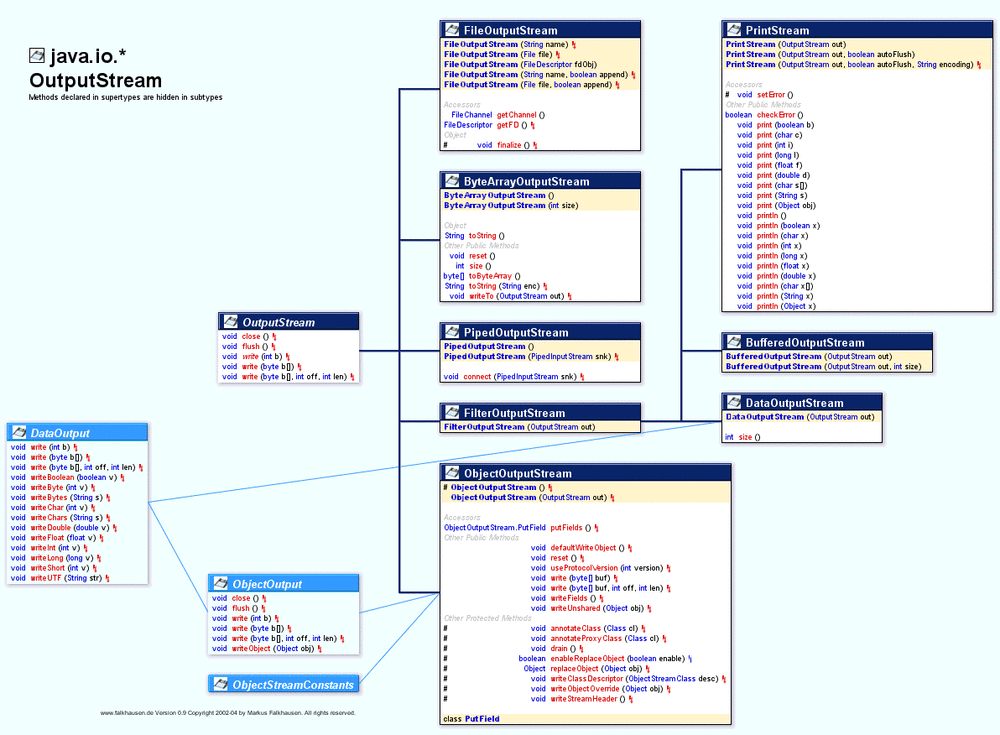 java.io.*
OutputStream
Methods declared in supertypes are hidden in subtypes
FileOutputStream
FileOutputStream (String name)
FileOutputStream (File file)
FileOutputStream (FileDescriptor fdObj)
FileOutputStream (String name, boolean append)
FileOutputStream (File file, boolean append)
Accessors
FileChannel getChannel ()
FileDescriptor getFD ()
Object
# void finalize ()
PrintStream
PrintStream (OutputStream out)
PrintStream (OutputStream out, boolean autoFlush)
PrintStream (OutputStream out, boolean autoFlush, String encoding)
Accessors
# void setError ()
Other Public Methods
boolean checkError ()
void print (boolean b)
void print (char c)
void print (int i)
void print (long l)
void print (float f)
void print (double d)
void print (char s[])
void print (String s)
void print (Object obj)
void println ()
void println (boolean x)
void println (char x)
void println (int x)
void println (long x)
void println (float x)
void println (double x)
void println (char x[])
void println (String x)
void println (Object x)
ByteArrayOutputStream
ByteArrayOutputStream ()
ByteArrayOutputStream (int size)
Object
String toString ()
Other Public Methods
void reset ()
int size ()
byte[] toByteArray ()
String toString (String enc)
void writeTo (OutputStream out)
OutputStream
void close ()
void flush ()
void write (int b)
void write (byte b[])
void write (byte b[], int off, int len)
PipedOutputStream
PipedOutputStream ()
PipedOutputStream (PipedInputStream snk)
void connect (PipedInputStream snk)
BufferedOutputStream
BufferedOutputStream (OutputStream out)
BufferedOutputStream (OutputStream out, int size)
FilterOutputStream
FilterOutputStream (OutputStream out)
DataOutputStream
DataOutputStream (OutputStream out)
int size ()
DataOutput
void write (int b)
void write (byte b[])
void write (byte b[], int off, int len)
void writeBoolean (boolean v)
void writeByte (int v)
void writeBytes (String s)
void writeChar (int v)
void writeChars (String s)
void writeDouble (double v)
void writeFloat (float v)
void writeInt (int v)
void writeLong (long v)
void writeShort (int v)
void writeUTF (String str)
ObjectOutputStream
# ObjectOutputStream ()
ObjectOutputStream (OutputStream out)
Accessors
ObjectOutputStream.PutField putFields ()
Other Public Methods
void defaultWriteObject ()
void reset ()
void useProtocolVersion (int version)
void write (byte[] buf)
void write (byte[] buf, int off, int len)
void writeFields ()
void writeUnshared (Object obj)
Other Protected Methods
# void annotateClass (Class cl)
# void annotateProxyClass (Class cl)
# void drain ()
# boolean enableReplaceObject (boolean enable)
# Object replaceObject (Object obj)
# void writeClassDescriptor (ObjectStreamClass desc)
# void writeObjectOverride (Object obj)
# void writeStreamHeader ()
class PutField
ObjectOutput
void close ()
void flush ()
void write (int b)
void write (byte b[])
void write (byte b[], int off, int len)
void writeObject (Object obj)
ObjectStreamConstants
www.falkhausen.de Version 0.9 Copyright 2002-04 by Markus Falkhausen. All rights reserved.